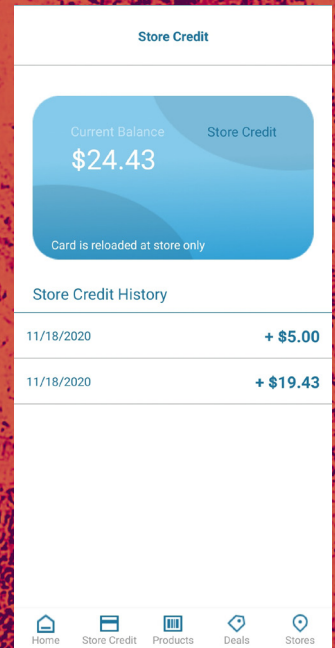 Store Credit
Current Balance
Store Credit
$24.43
Card is reloaded at store only
Store Credit History
11/18/2020
+ $5.00
11/18/2020
+ $19.43
Home
Store Credit
Products
Deals
Stores